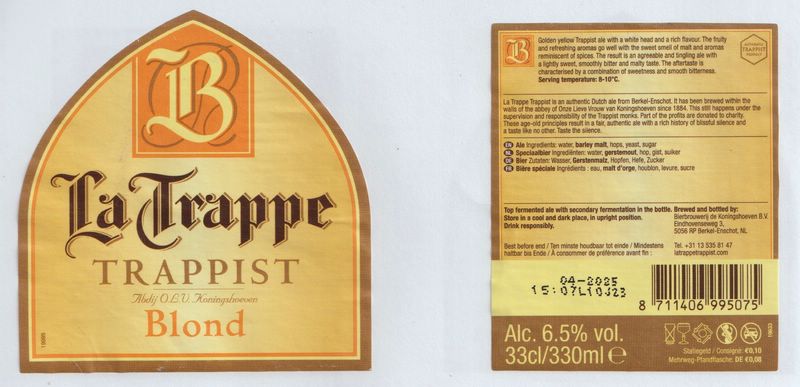 B
La Trappe
TRAPPIST
Abdij O.L.V. Koningshoeven
Blond
B
Golden yellow Trappist ale with a white head and a rich flavour. The fruity
and refreshing aromas go well with the sweet smell of malt and aromas
reminiscent of spices. The result is an agreeable and tingling ale with
a lightly sweet, smoothly bitter and malty taste. The aftertaste is
characterised by a combination of sweetness and smooth bitterness.
Serving temperature: 8-10°C.
AUTHENTIC
TRAPPIST
PRODUCT
La Trappe Trappist is an authentic Dutch ale from Berkel-Enschot. It has been brewed within the
walls of the abbey of Onze Lieve Vrouw van Koningshoeven since 1884. This still happens under the
supervision and responsibility of the Trappist monks. Part of the profits are donated to charity.
These age-old principles result in a fair, authentic ale with a rich history of blissful silence and
a taste like no other. Taste the silence.
EN Ale Ingredients: water, barley malt, hops, yeast, sugar
NL Speciaalbier Ingrediënten: water, gerstemout, hop, gist, suiker
DE Bier Zutaten: Wasser, Gerstenmalz, Hopfen, Hefe, Zucker
FR Bière spéciale Ingrédients : eau, malt d'orge, houblon, levure, sucre
Top fermented ale with secondary fermentation in the bottle.
Store in a cool and dark place, in upright position.
Drink responsibly.
Brewed and bottled by:
Bierbrouwerij de Koningshoeven B.V.
Eindhovenseweg 3,
5056 RP Berkel-Enschot, NL
Best before end / Ten minste houdbaar tot einde / Mindestens
haltbar bis Ende / À consommer de préférence avant fin :
Tel. +31 13 535 81 47
latrappetrappist.com
04-2025
15:07L10J23
8 711406 995075
Alc. 6.5% vol.
33cl/330ml ℮
Statiegeld / Consigne: €0,10
Mehrweg-Pfandflasche: DE €0,08